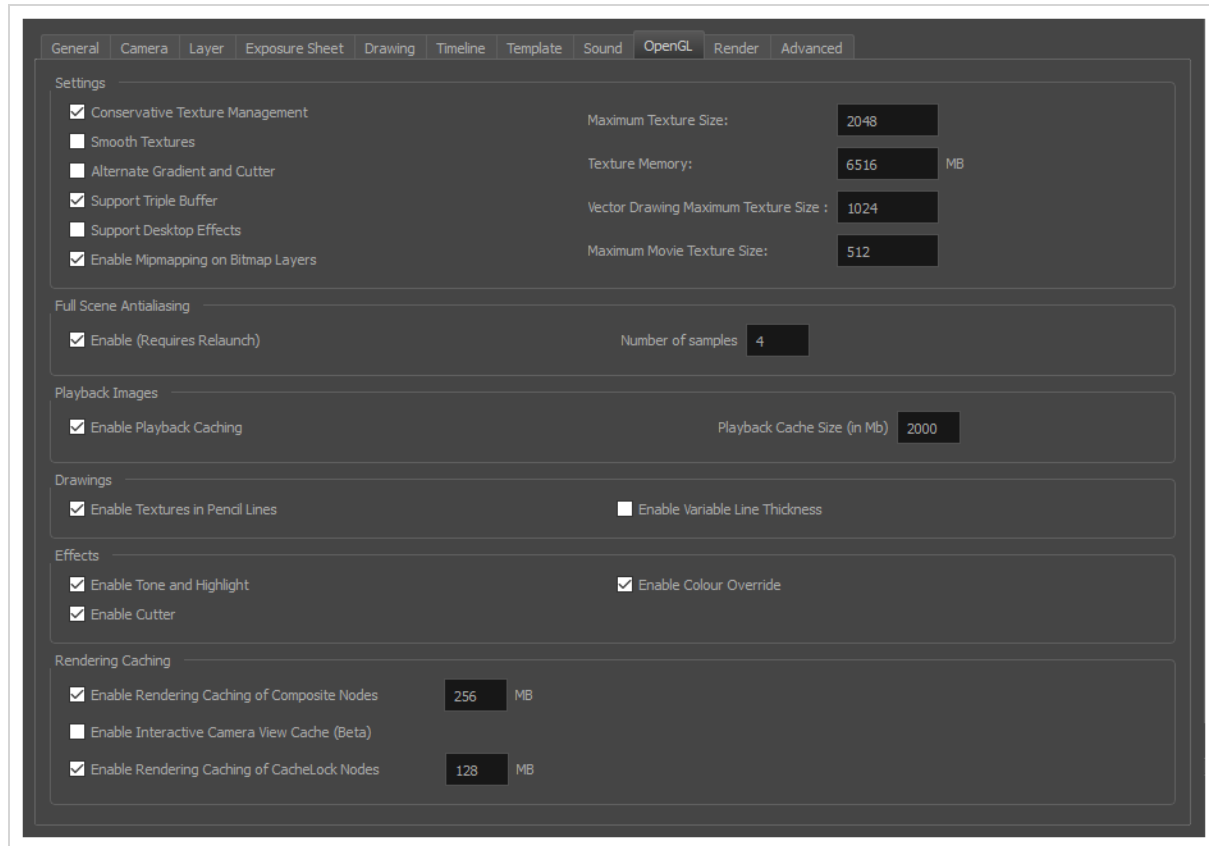 General Camera Layer Exposure Sheet Drawing Timeline Template Sound OpenGL Render Advanced
Settings
Conservative Texture Management
Smooth Textures
Alternate Gradient and Cutter
Support Triple Buffer
Support Desktop Effects
Enable Mipmapping on Bitmap Layers
Maximum Texture Size: 2048
Texture Memory: 6516 MB
Vector Drawing Maximum Texture Size : 1024
Maximum Movie Texture Size: 512
Full Scene Antialiasing
Enable (Requires Relaunch) Number of samples 4
Playback Images
Enable Playback Caching Playback Cache Size (in Mb) 2000
Drawings
Enable Textures in Pencil Lines Enable Variable Line Thickness
Effects
Enable Tone and Highlight Enable Colour Override
Enable Cutter
Rendering Caching
Enable Rendering Caching of Composite Nodes 256 MB
Enable Interactive Camera View Cache (Beta)
Enable Rendering Caching of CacheLock Nodes 128 MB